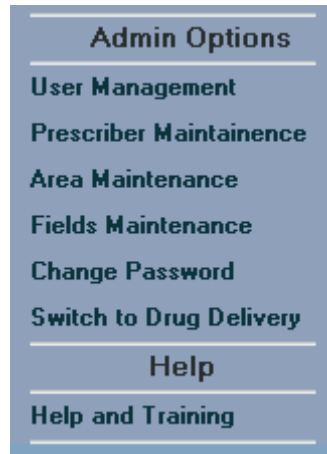 Admin Options
User Management
Prescriber Maintainence
Area Maintenance
Fields Maintenance
Change Password
Switch to Drug Delivery
Help
Help and Training